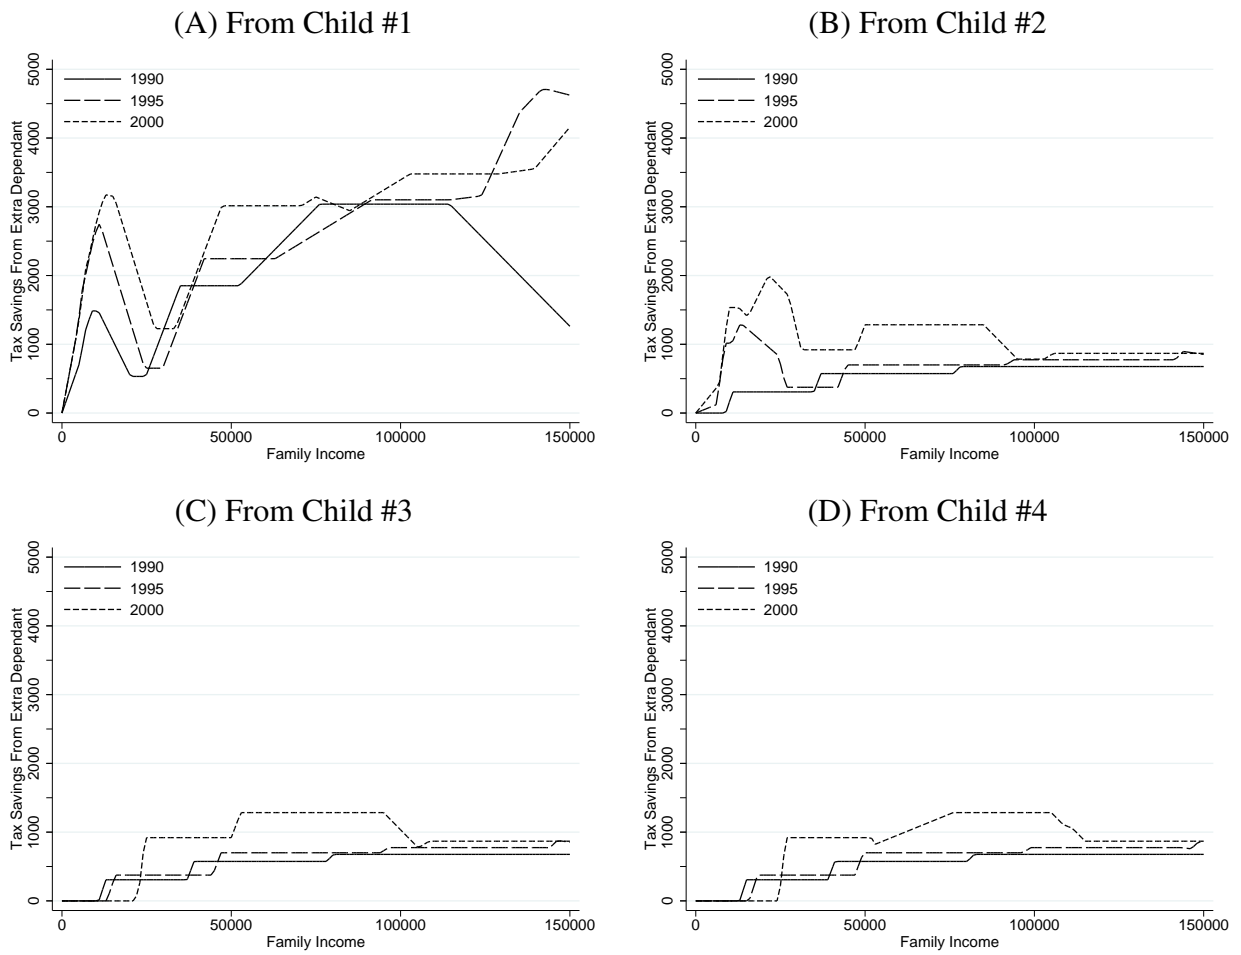 (A) From Child #1
Tax Savings From Extra Dependant
5000
4000
3000
2000
1000
0
1990
1995
2000
0 50000 100000 150000
Family Income
(B) From Child #2
Tax Savings From Extra Dependant
5000
4000
3000
2000
1000
0
1990
1995
2000
0 50000 100000 150000
Family Income
(C) From Child #3
Tax Savings From Extra Dependant
5000
4000
3000
2000
1000
0
1990
1995
2000
0 50000 100000 150000
Family Income
(D) From Child #4
Tax Savings From Extra Dependant
5000
4000
3000
2000
1000
0
1990
1995
2000
0 50000 100000 150000
Family Income